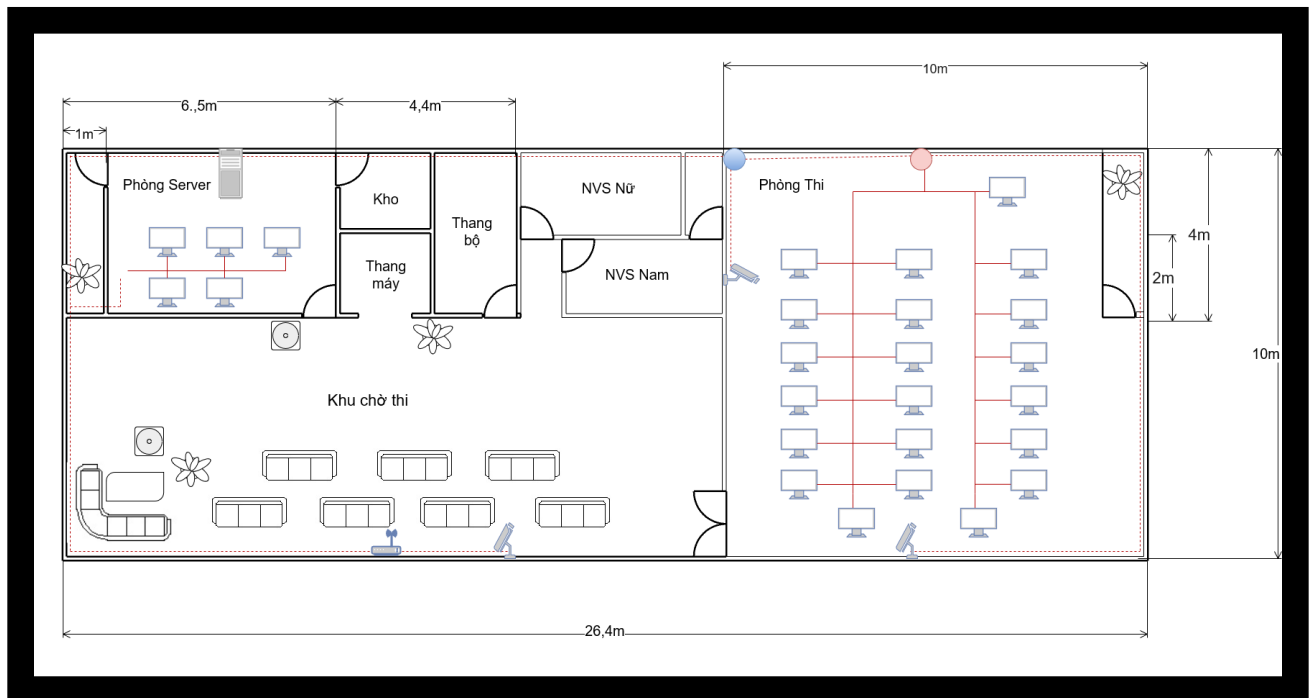 10m
6.,5m
4,4m
1m
Phòng Server
Kho
Thang
bộ
NVS Nữ
Phòng Thi
Thang
máy
NVS Nam
4m
2m
10m
Khu chờ thi
26,4m